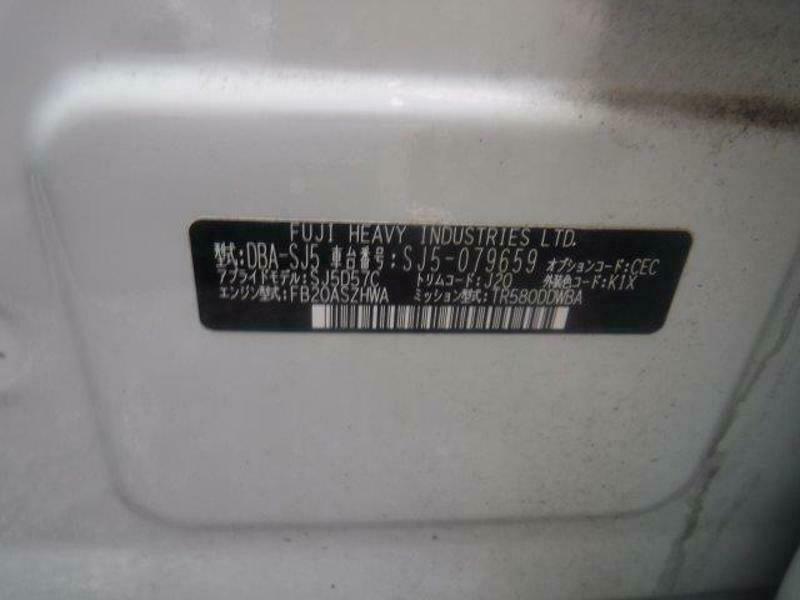 FUJI HEAVY INDUSTRIES LTD.
型式:DBA-SJ5 車台番号:SJ5-079659 オプションコード:CEC
アプライドモデル:SJ5D57C トリムコード:J20 外装色コード:K1X
エンジン型式:FB20ASZHWA ミッション型式:TR580DDWBA